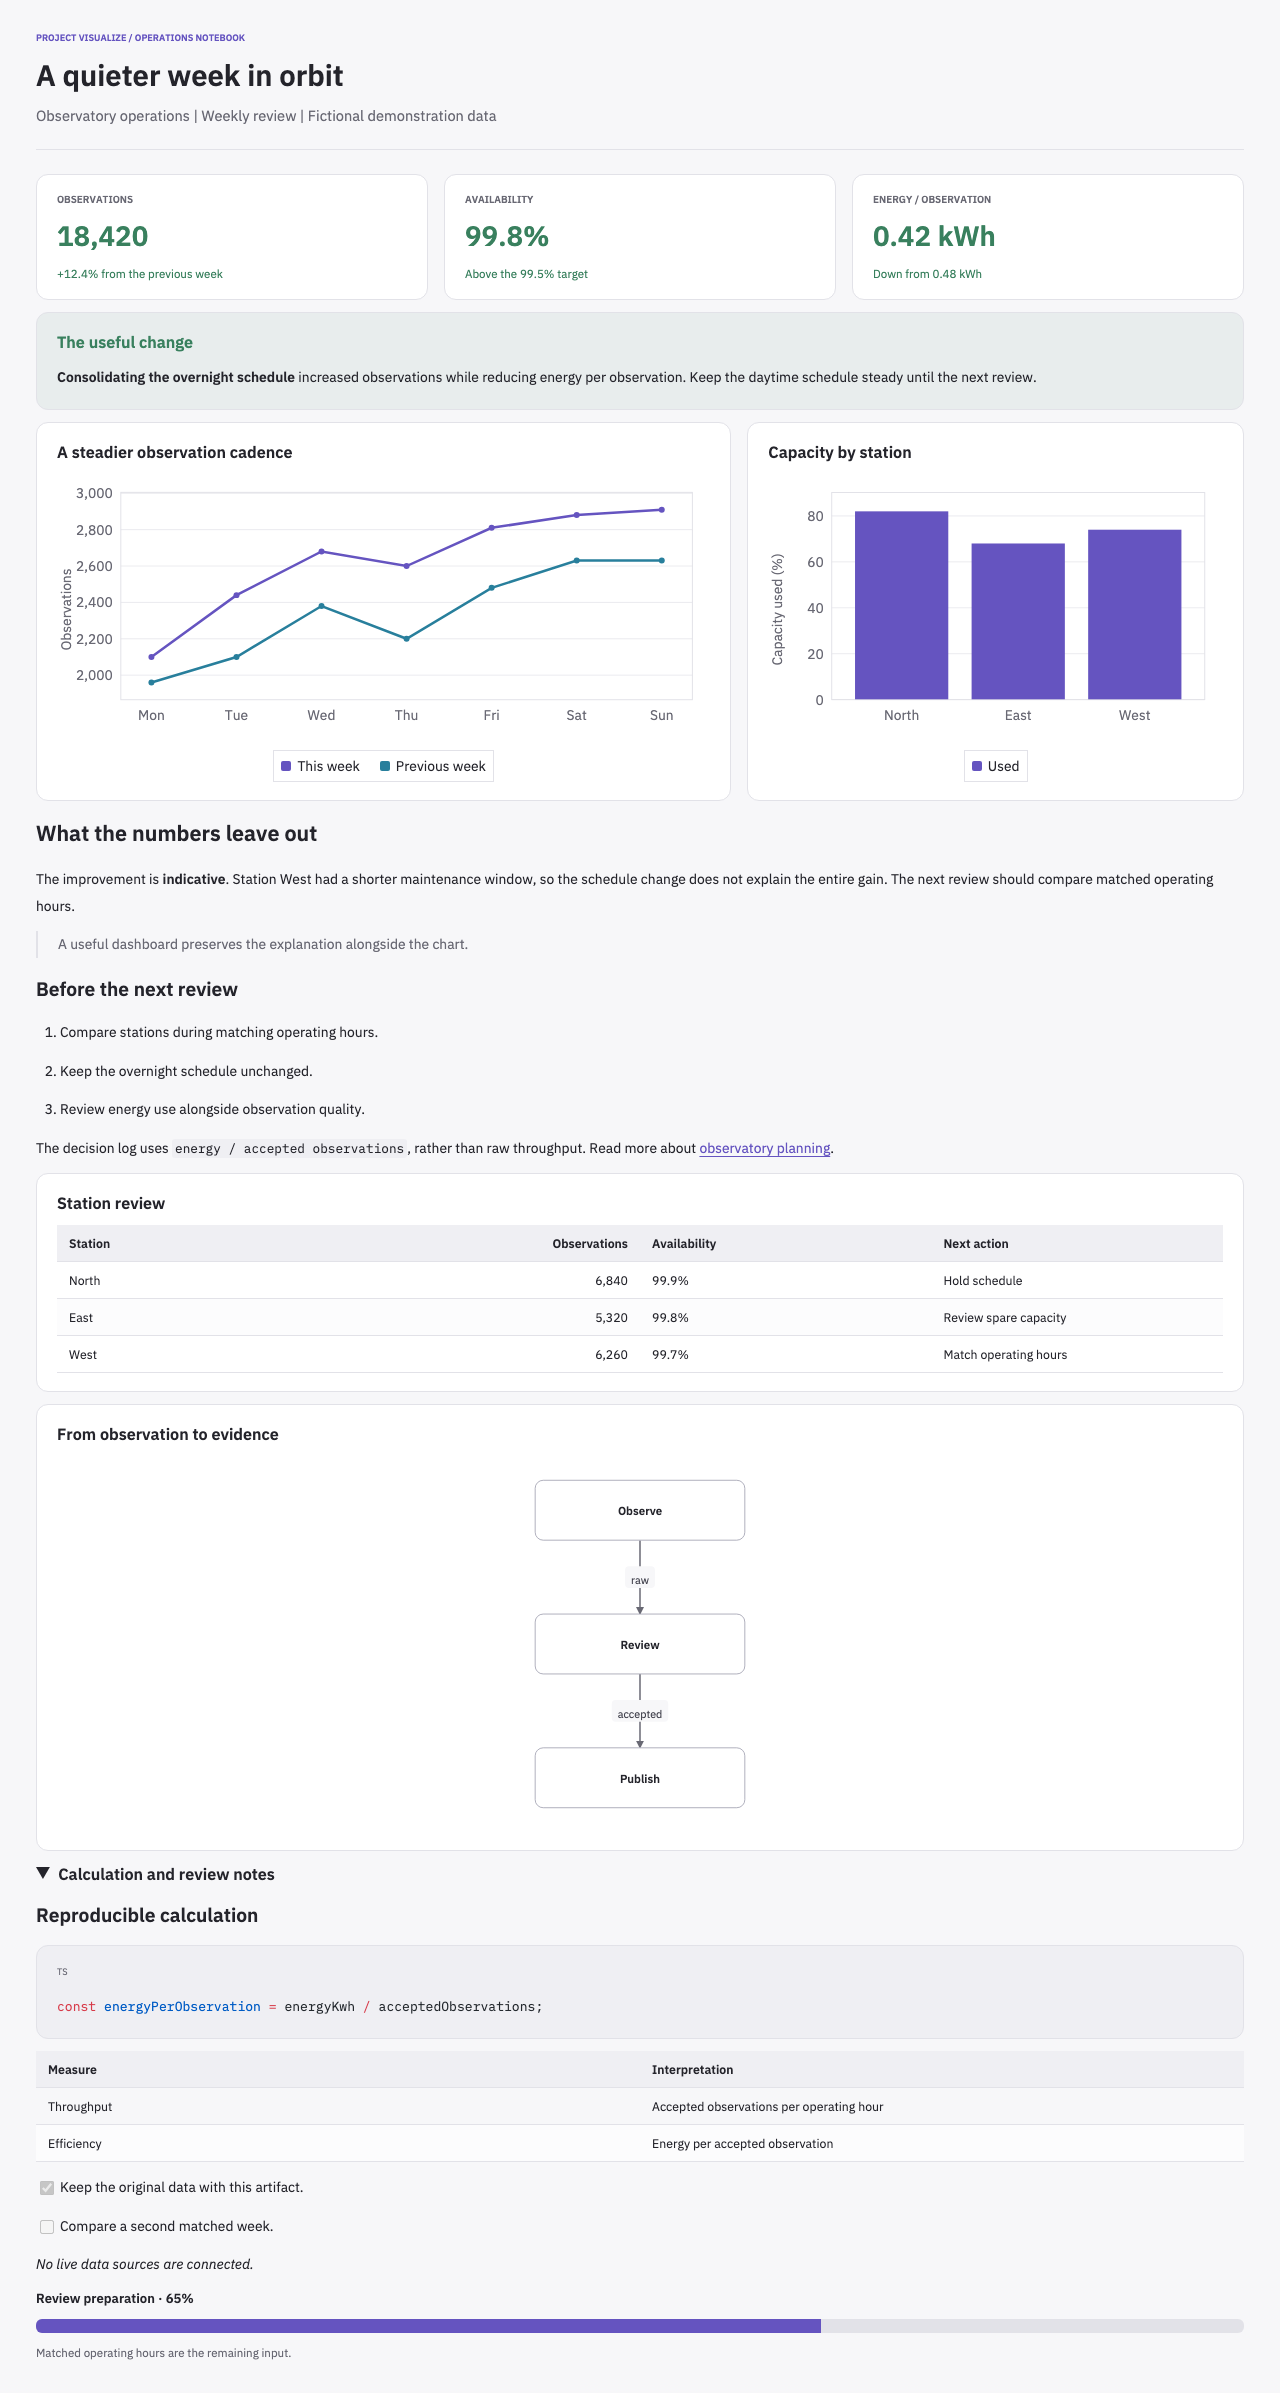 PROJECT VISUALIZE / OPERATIONS NOTEBOOK
A quieter week in orbit
Observatory operations | Weekly review | Fictional demonstration data
OBSERVATIONS
18,420
+12.4% from the previous week
AVAILABILITY
99.8%
Above the 99.5% target
ENERGY / OBSERVATION
0.42 kWh
Down from 0.48 kWh
The useful change
Consolidating the overnight schedule increased observations while reducing energy per observation. Keep the daytime schedule steady until the next review.
A steadier observation cadence
Observations
3,000
2,800
2,600
2,400
2,200
2,000
Mon Tue Wed Thu Fri Sat Sun
This week Previous week
Capacity by station
Capacity used (%)
80
60
40
20
0
North East West
Used
What the numbers leave out
The improvement is indicative. Station West had a shorter maintenance window, so the schedule change does not explain the entire gain. The next review should compare matched operating
hours.
A useful dashboard preserves the explanation alongside the chart.
Before the next review
1. Compare stations during matching operating hours.
2. Keep the overnight schedule unchanged.
3. Review energy use alongside observation quality.
The decision log uses energy / accepted observations, rather than raw throughput. Read more about observatory planning.
Station review
Station Observations Availability Next action
North 6,840 99.9% Hold schedule
East 5,320 99.8% Review spare capacity
West 6,260 99.7% Match operating hours
From observation to evidence
Observe
raw
Review
accepted
Publish
Calculation and review notes
Reproducible calculation
TS
const energyPerObservation = energyKwh / acceptedObservations;
Measure Interpretation
Throughput Accepted observations per operating hour
Efficiency Energy per accepted observation
Keep the original data with this artifact.
Compare a second matched week.
No live data sources are connected.
Review preparation · 65%
Matched operating hours are the remaining input.